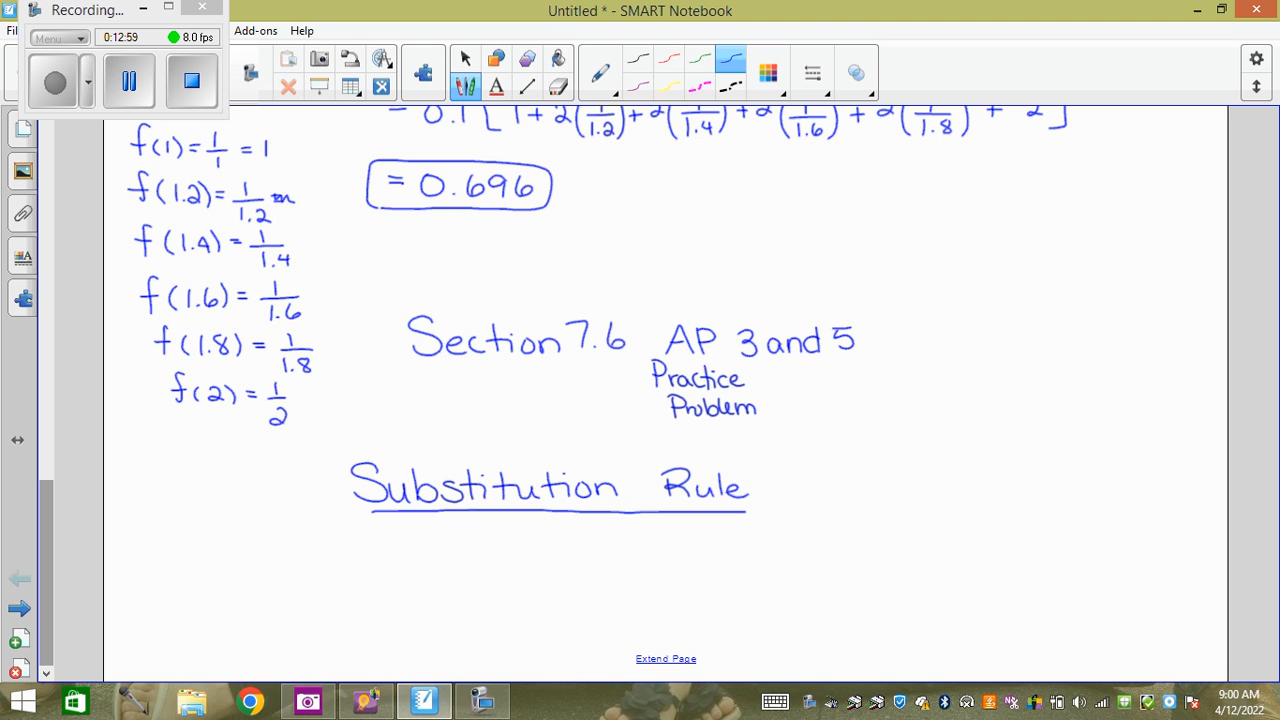 Recording...
Untitled * - SMART Notebook
Menu
0:12:59
8.0 fps
Add-ons
Help
= 0.1 [ 1 + 2(1/1.2) + 2(1/1.4) + 2(1/1.6) + 2(1/1.8) +
f(1) = 1/1 = 1
f(1.2) = 1/1.2
= 0.696
f(1.4) = 1/1.4
f(1.6) = 1/1.6
Section 7.6 AP 3 and 5
f(1.8) = 1/1.8
Practice
f(2) = 1/2
Problem
Substitution Rule
Extend Page
9:00 AM
4/12/2022